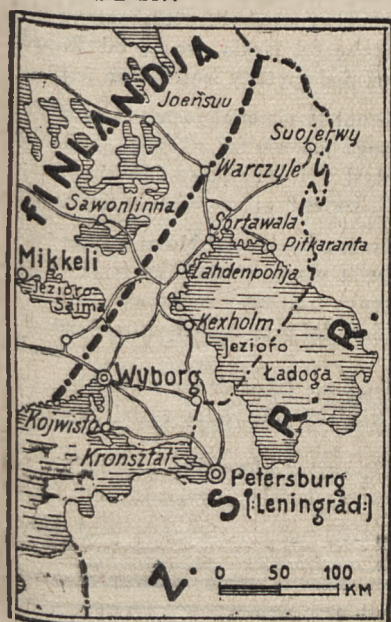 FINLANDJA
Joeńsuu
Suojerwy
Warczyle
Sawonlinna
Sortawala
Pitkaranta
Mikkeli
Jezioro
Saima
Lahdenpohja
Kexholm
Jezioro
Ładoga
Wyborg
Kojwisto
Kronsztat
Petersburg
(:Leningrad:)
Z. S. R. R.
0 50 100
KM